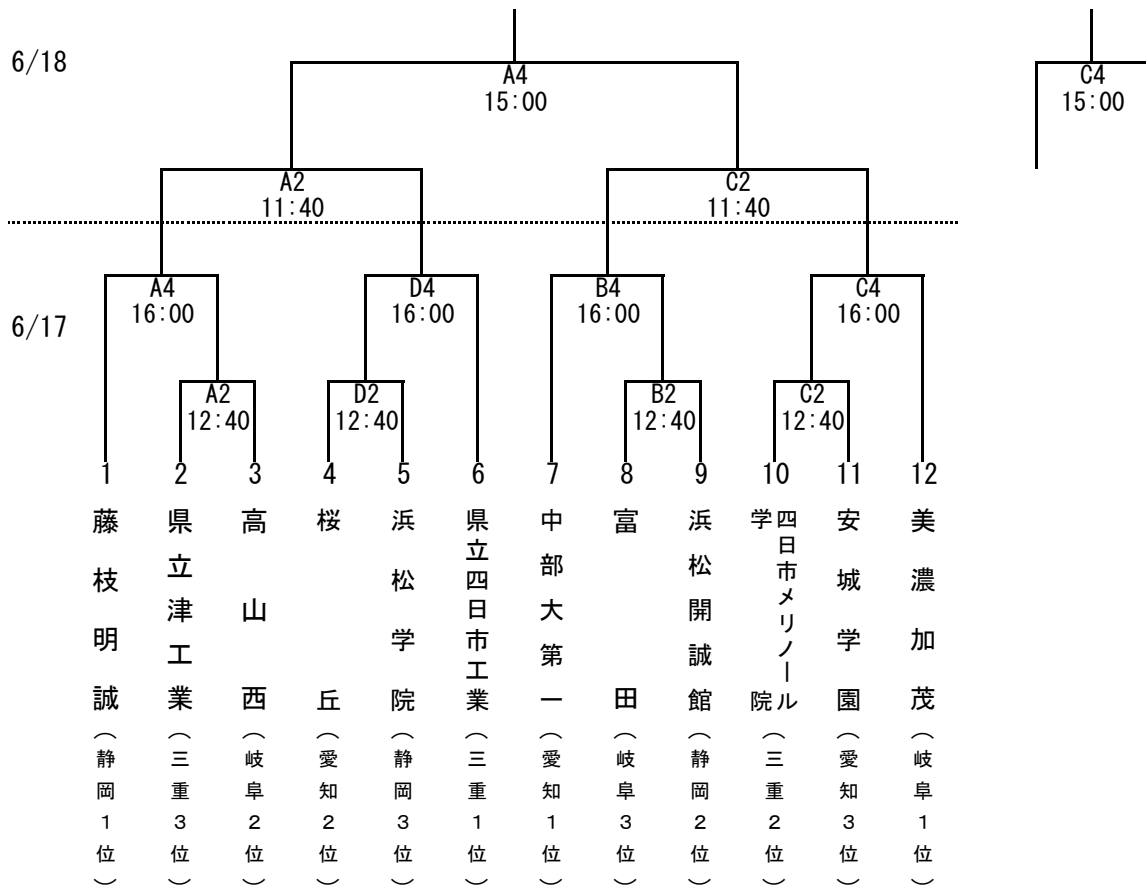 6/18
A4
15:00
C4
15:00
A2
11:40
C2
11:40
6/17
A4
16:00
D4
16:00
B4
16:00
C4
16:00
A2
12:40
D2
12:40
B2
12:40
C2
12:40
1
2
3
4
5
6
7
8
9
10
11
12
藤枝明誠
(静岡1位)
県立津工業
(三重3位)
高山西
(岐阜2位)
桜丘
(愛知2位)
浜松学院
(静岡3位)
県立四日市工業
(三重1位)
中部大第一
(愛知1位)
富田
(岐阜3位)
浜松開誠館
(静岡2位)
四日市メリノール
学院
(三重2位)
安城学園
(愛知3位)
美濃加茂
(岐阜1位)